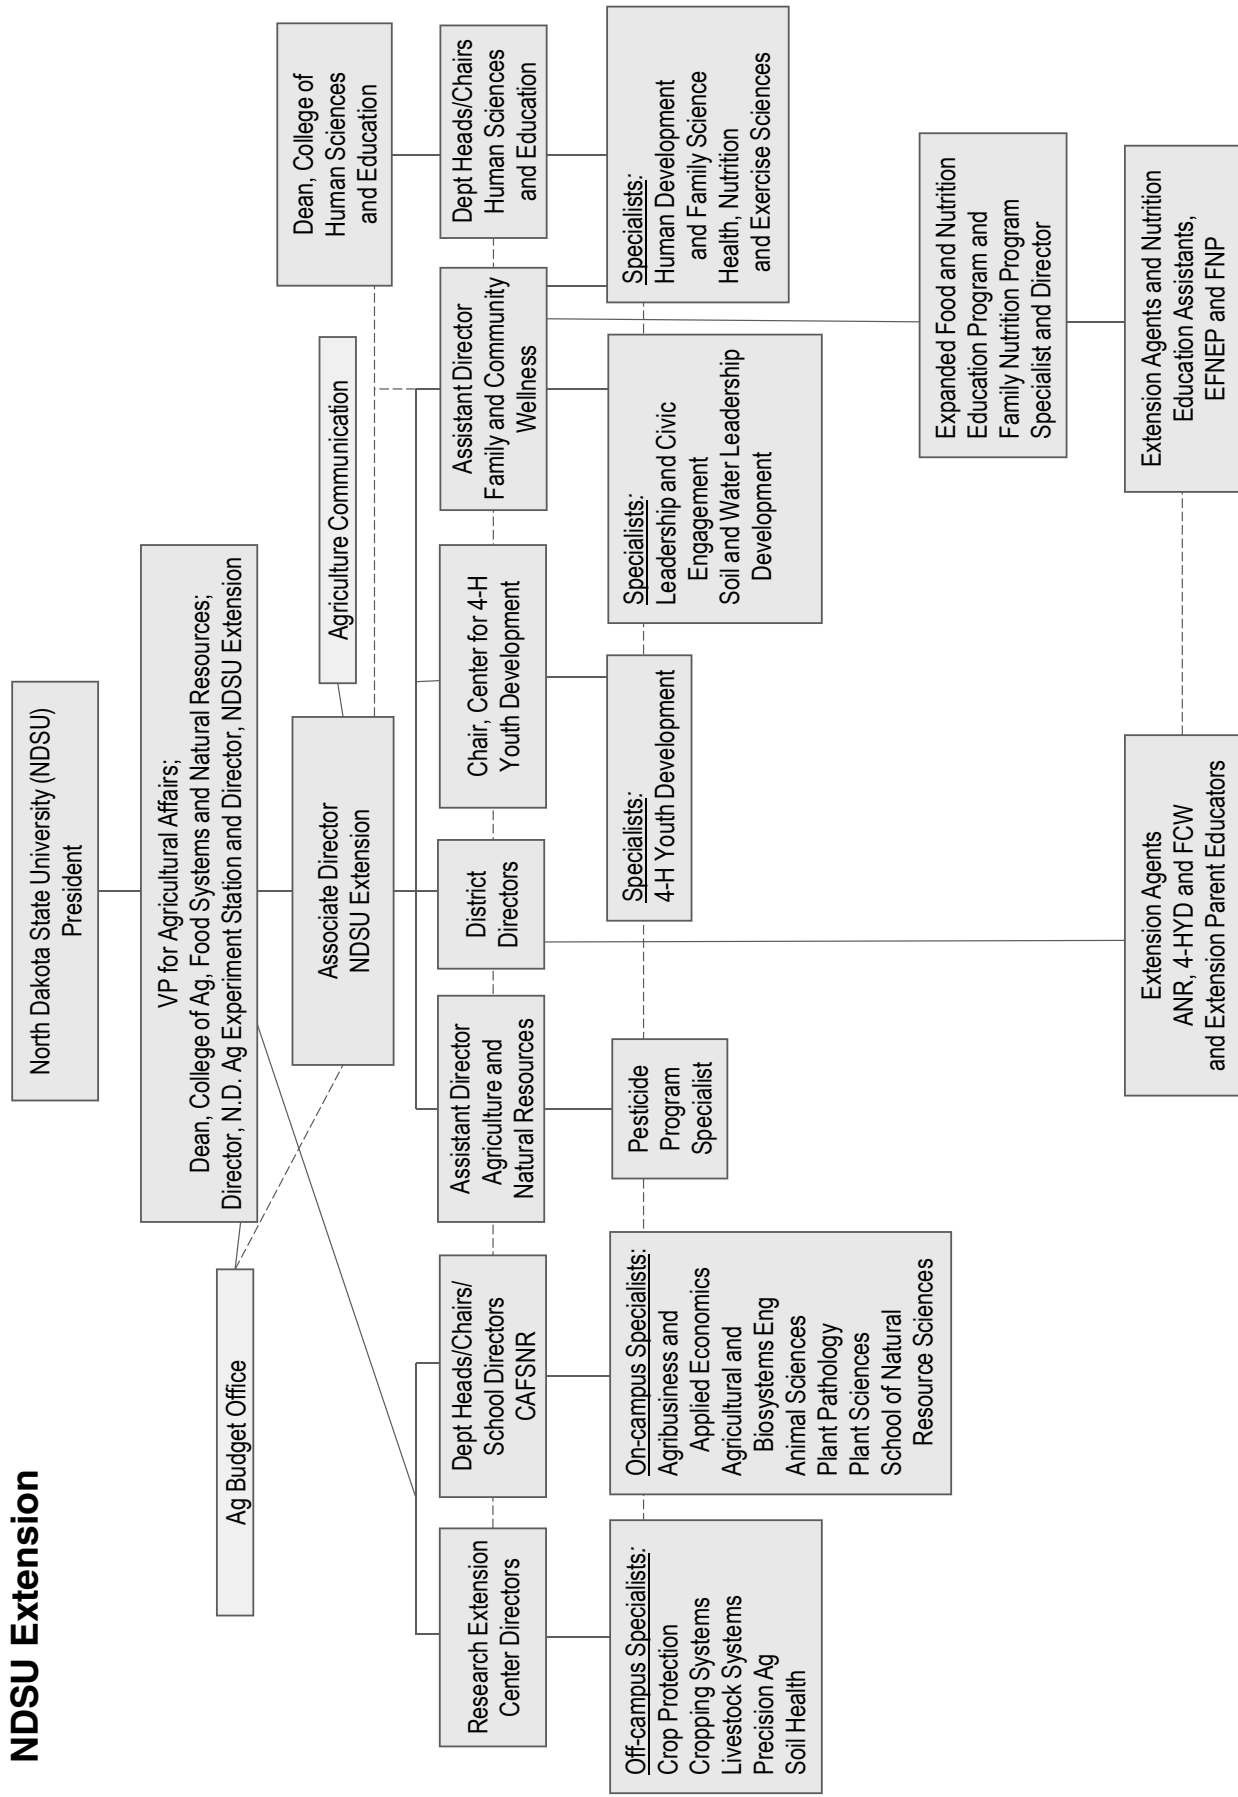 NDSU Extension
North Dakota State University (NDSU)
President
VP for Agricultural Affairs;
Dean, College of Ag, Food Systems and Natural Resources;
Director, N.D. Ag Experiment Station and Director, NDSU Extension
Ag Budget Office
Associate Director
NDSU Extension
Agriculture Communication
Dean, College of
Human Sciences
and Education
Research Extension
Center Directors
Dept Heads/Chairs/
School Directors
CAFSNR
Assistant Director
Agriculture and
Natural Resources
District
Directors
Chair, Center for 4-H
Youth Development
Assistant Director
Family and Community
Wellness
Dept Heads/Chairs
Human Sciences
and Education
Off-campus Specialists:
Crop Protection
Cropping Systems
Livestock Systems
Precision Ag
Soil Health
On-campus Specialists:
Agribusiness and
Applied Economics
Agricultural and
Biosystems Eng
Animal Sciences
Plant Pathology
Plant Sciences
School of Natural
Resource Sciences
Pesticide
Program
Specialist
Specialists:
4-H Youth Development
Specialists:
Leadership and Civic
Engagement
Soil and Water Leadership
Development
Specialists:
Human Development
and Family Science
Health, Nutrition
and Exercise Sciences
Expanded Food and Nutrition
Education Program and
Family Nutrition Program
Specialist and Director
Extension Agents
ANR, 4-HYD and FCW
and Extension Parent Educators
Extension Agents and Nutrition
Education Assistants,
EFNEP and FNP